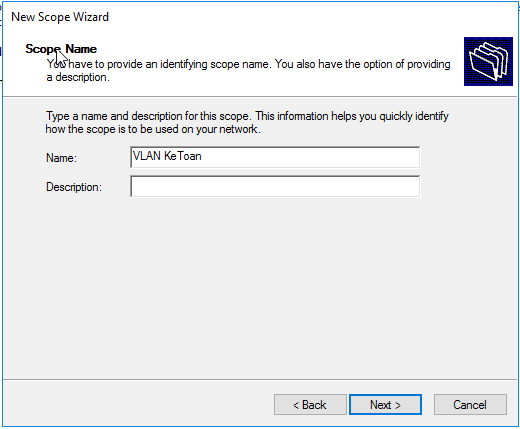 New Scope Wizard
Scope Name
You have to provide an identifying scope name. You also have the option of providing
a description.
Type a name and description for this scope. This information helps you quickly identify
how the scope is to be used on your network.
Name:
VLAN KeToan
Description:
< Back
Next >
Cancel